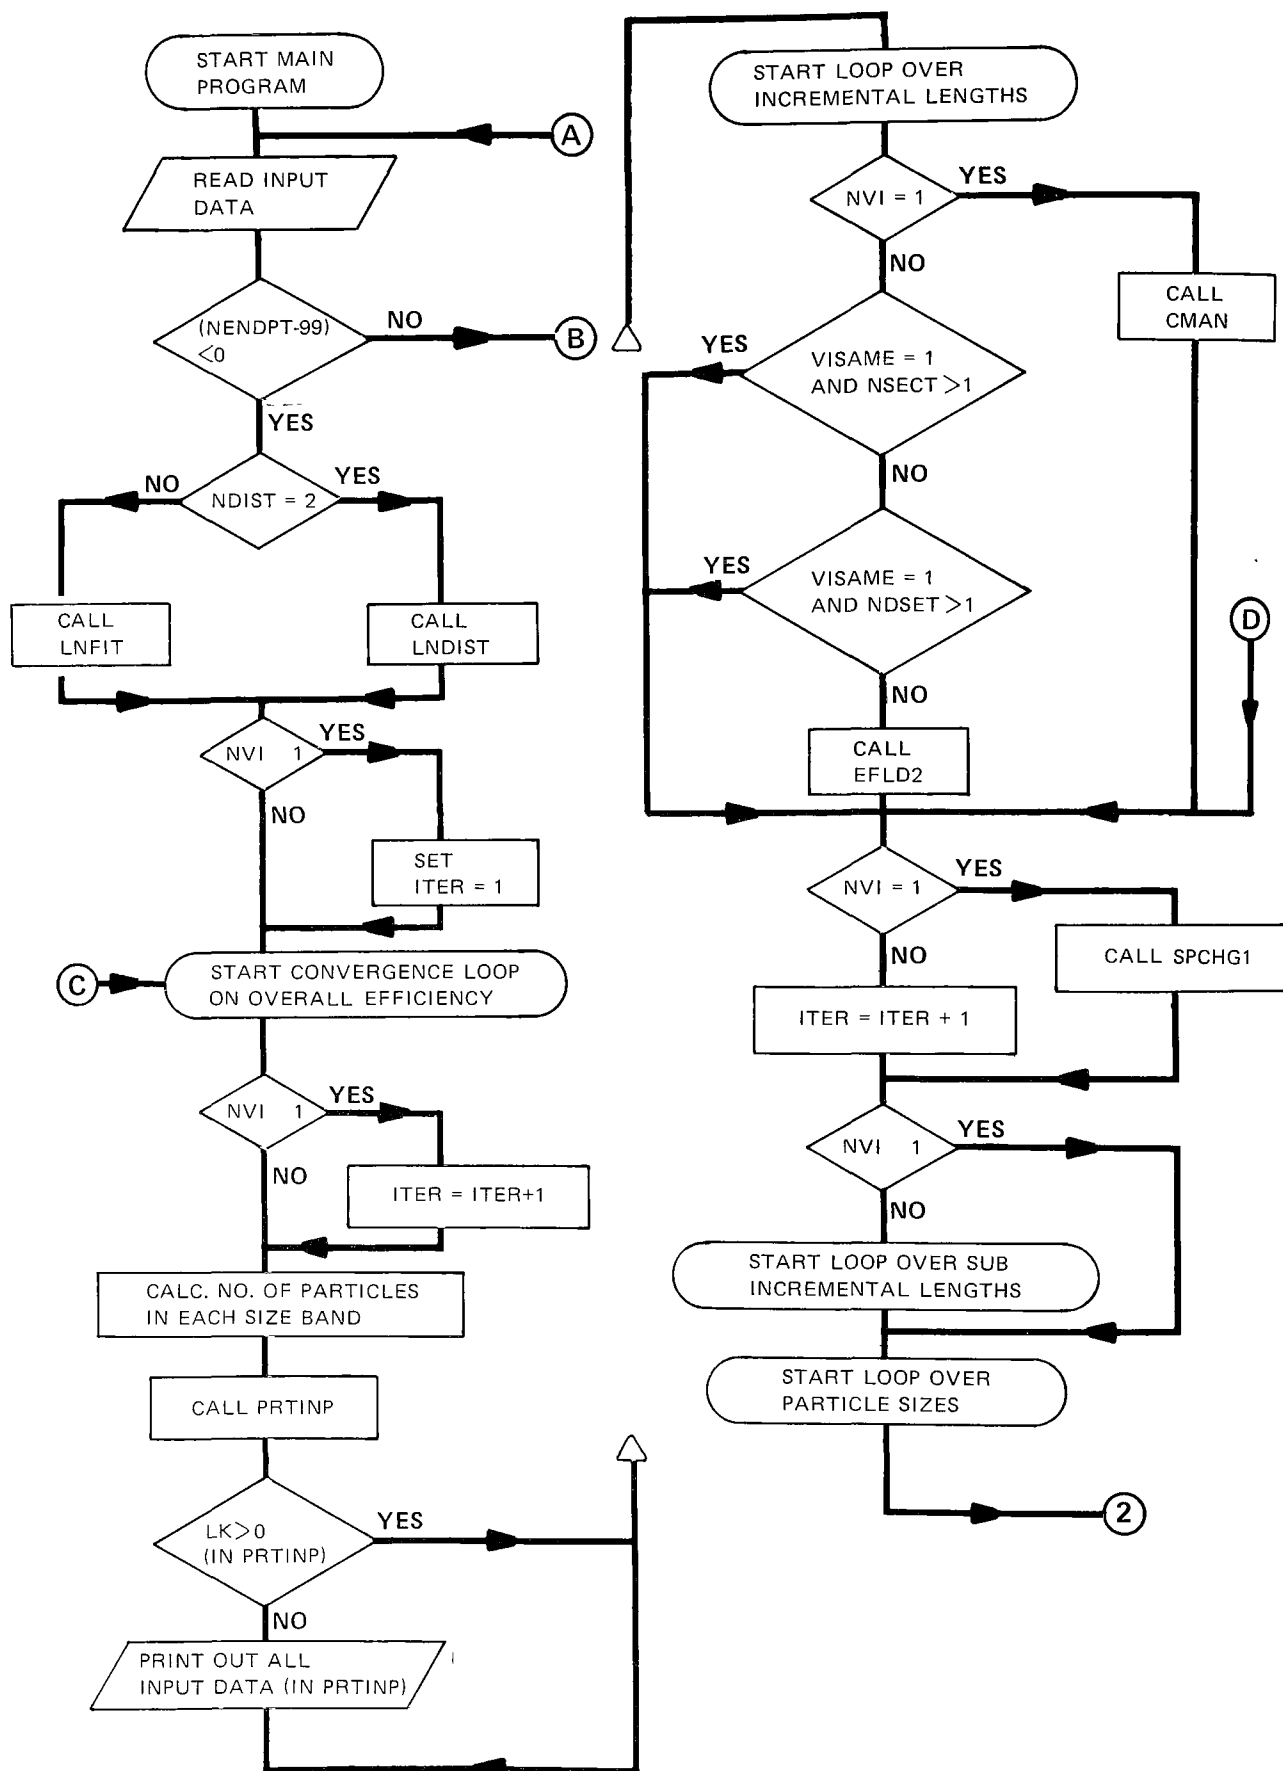 START MAIN
PROGRAM
A
READ INPUT
DATA
(NENDPT-99)
<0
NO
B
YES
NDIST = 2
NO
YES
CALL
LNFIT
CALL
LNDIST
NVI 1
YES
NO
SET
ITER = 1
C
START CONVERGENCE LOOP
ON OVERALL EFFICIENCY
NVI 1
YES
NO
ITER = ITER+1
CALC. NO. OF PARTICLES
IN EACH SIZE BAND
CALL PRTINP
LK>0
(IN PRTINP)
YES
NO
PRINT OUT ALL
INPUT DATA (IN PRTINP)
START LOOP OVER
INCREMENTAL LENGTHS
NVI = 1
YES
NO
CALL
CMAN
VISAME = 1
AND NSECT >1
YES
NO
VISAME = 1
AND NDSET >1
YES
NO
D
CALL
EFLD2
NVI = 1
YES
NO
CALL SPCHG1
ITER = ITER + 1
NVI 1
YES
NO
START LOOP OVER SUB
INCREMENTAL LENGTHS
START LOOP OVER
PARTICLE SIZES
2